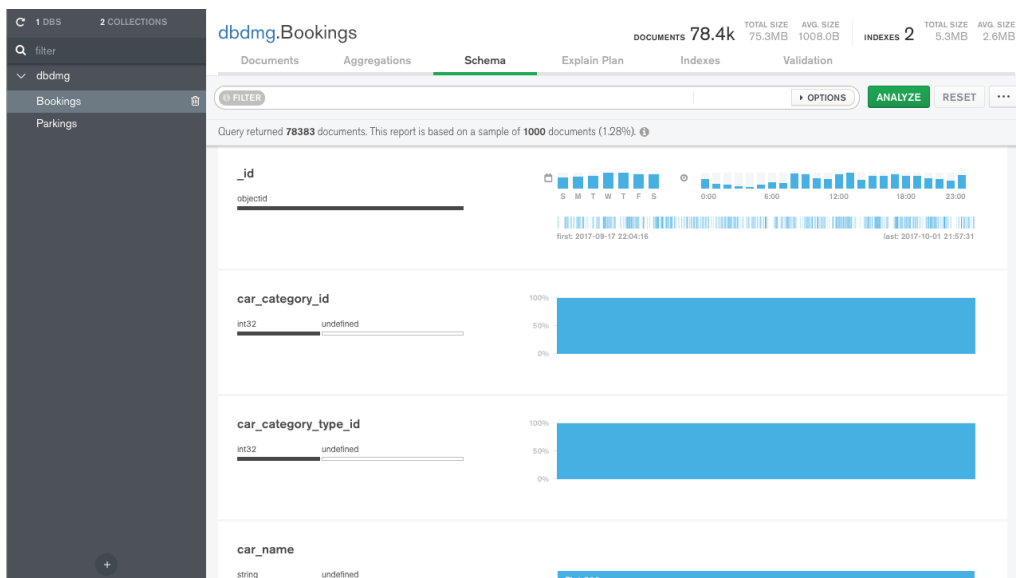 1 DBS 2 COLLECTIONS
filter
dbdmg
Bookings
Parkings
dbdmg.Bookings
DOCUMENTS 78.4k TOTAL SIZE 75.3MB AVG. SIZE 1008.0B INDEXES 2 TOTAL SIZE 5.3MB AVG. SIZE 2.6MB
Documents Aggregations Schema Explain Plan Indexes Validation
FILTER OPTIONS ANALYZE RESET ...
Query returned 78383 documents. This report is based on a sample of 1000 documents (1.28%).
_id
objectid
S M T W T F S 0:00 6:00 12:00 18:00 23:00
first: 2017-09-17 22:04:16 last: 2017-10-01 21:57:31
car_category_id
int32 undefined
100%
50%
0%
car_category_type_id
int32 undefined
100%
50%
0%
car_name
string undefined